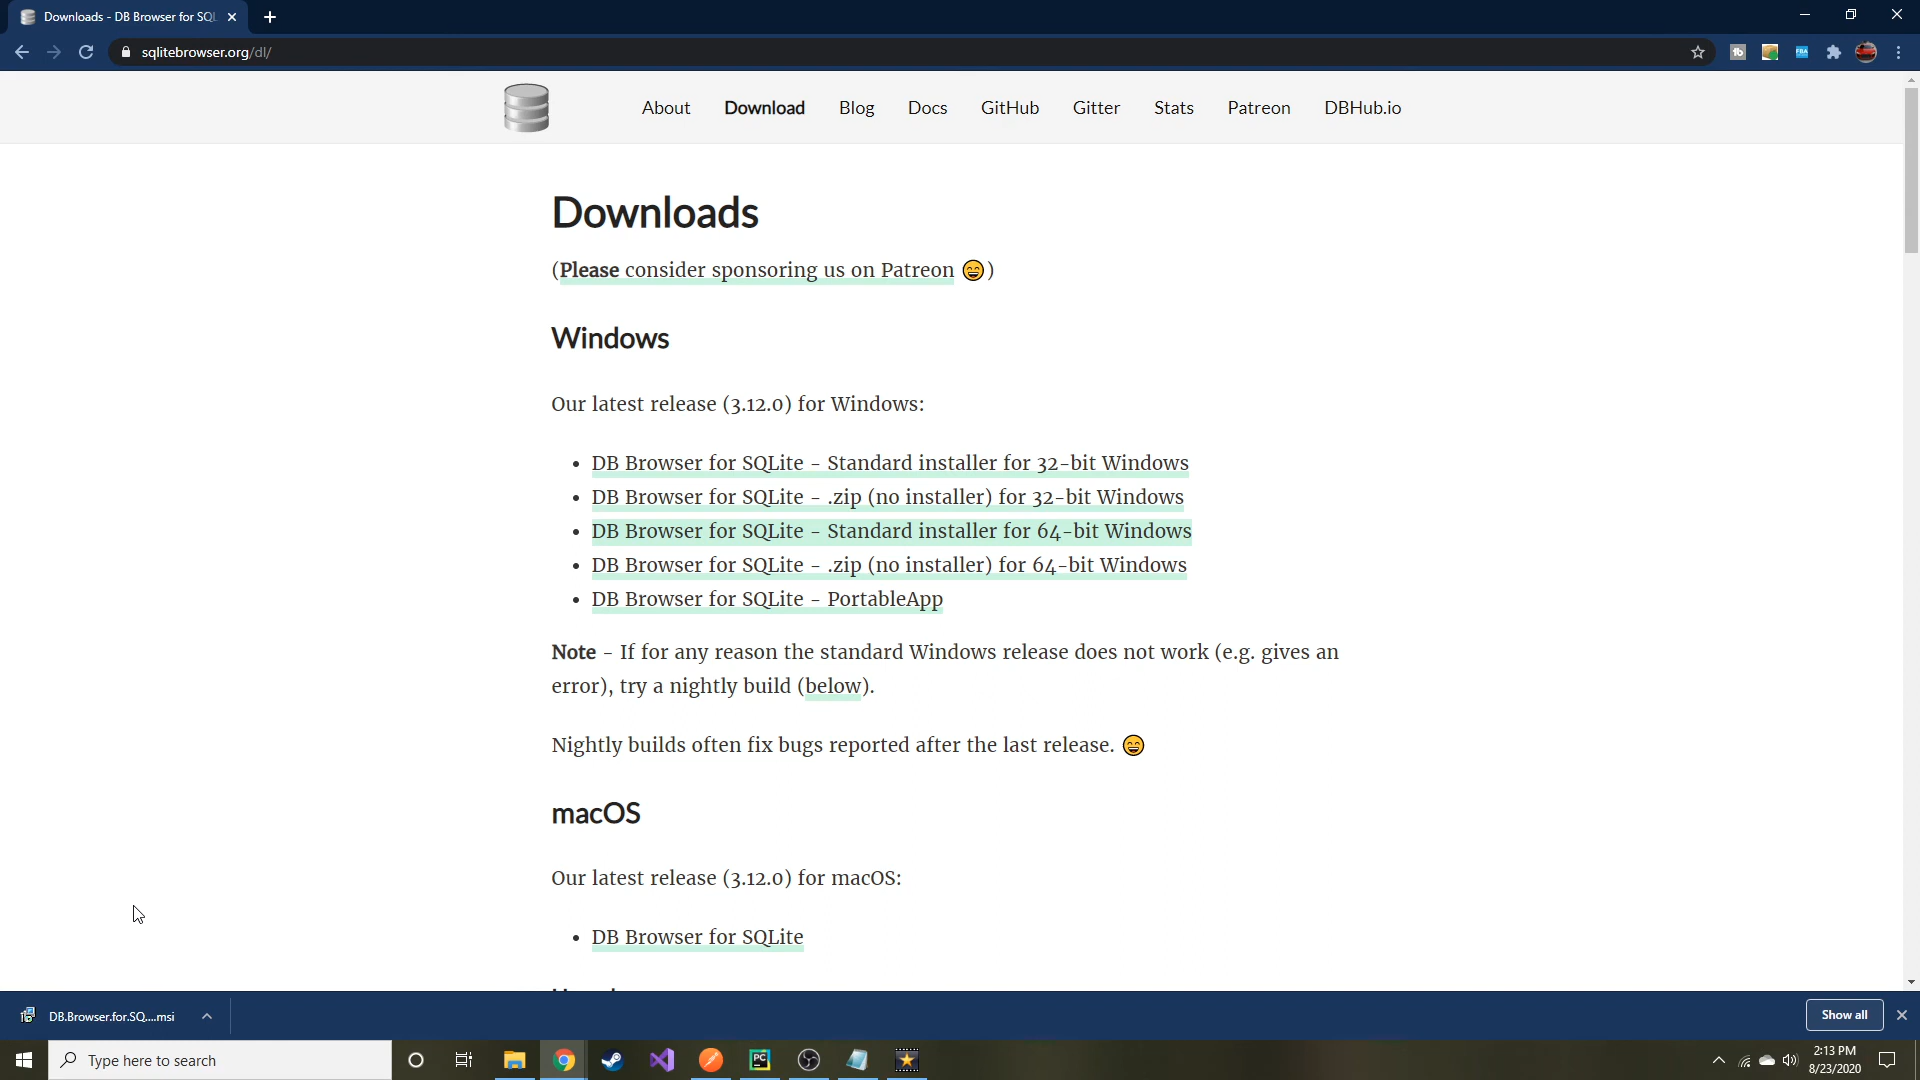 Downloads - DB Browser for SQL
sqlitebrowser.org/dl/
About Download Blog Docs GitHub Gitter Stats Patreon DBHub.io
Downloads
(Please consider sponsoring us on Patreon 😄)
Windows
Our latest release (3.12.0) for Windows:
• DB Browser for SQLite - Standard installer for 32-bit Windows
• DB Browser for SQLite - .zip (no installer) for 32-bit Windows
• DB Browser for SQLite - Standard installer for 64-bit Windows
• DB Browser for SQLite - .zip (no installer) for 64-bit Windows
• DB Browser for SQLite - PortableApp
Note - If for any reason the standard Windows release does not work (e.g. gives an
error), try a nightly build (below).
Nightly builds often fix bugs reported after the last release. 😄
macOS
Our latest release (3.12.0) for macOS:
• DB Browser for SQLite
DB.Browser.for.SQ....msi
Show all
Type here to search
PC
2:13 PM
8/23/2020